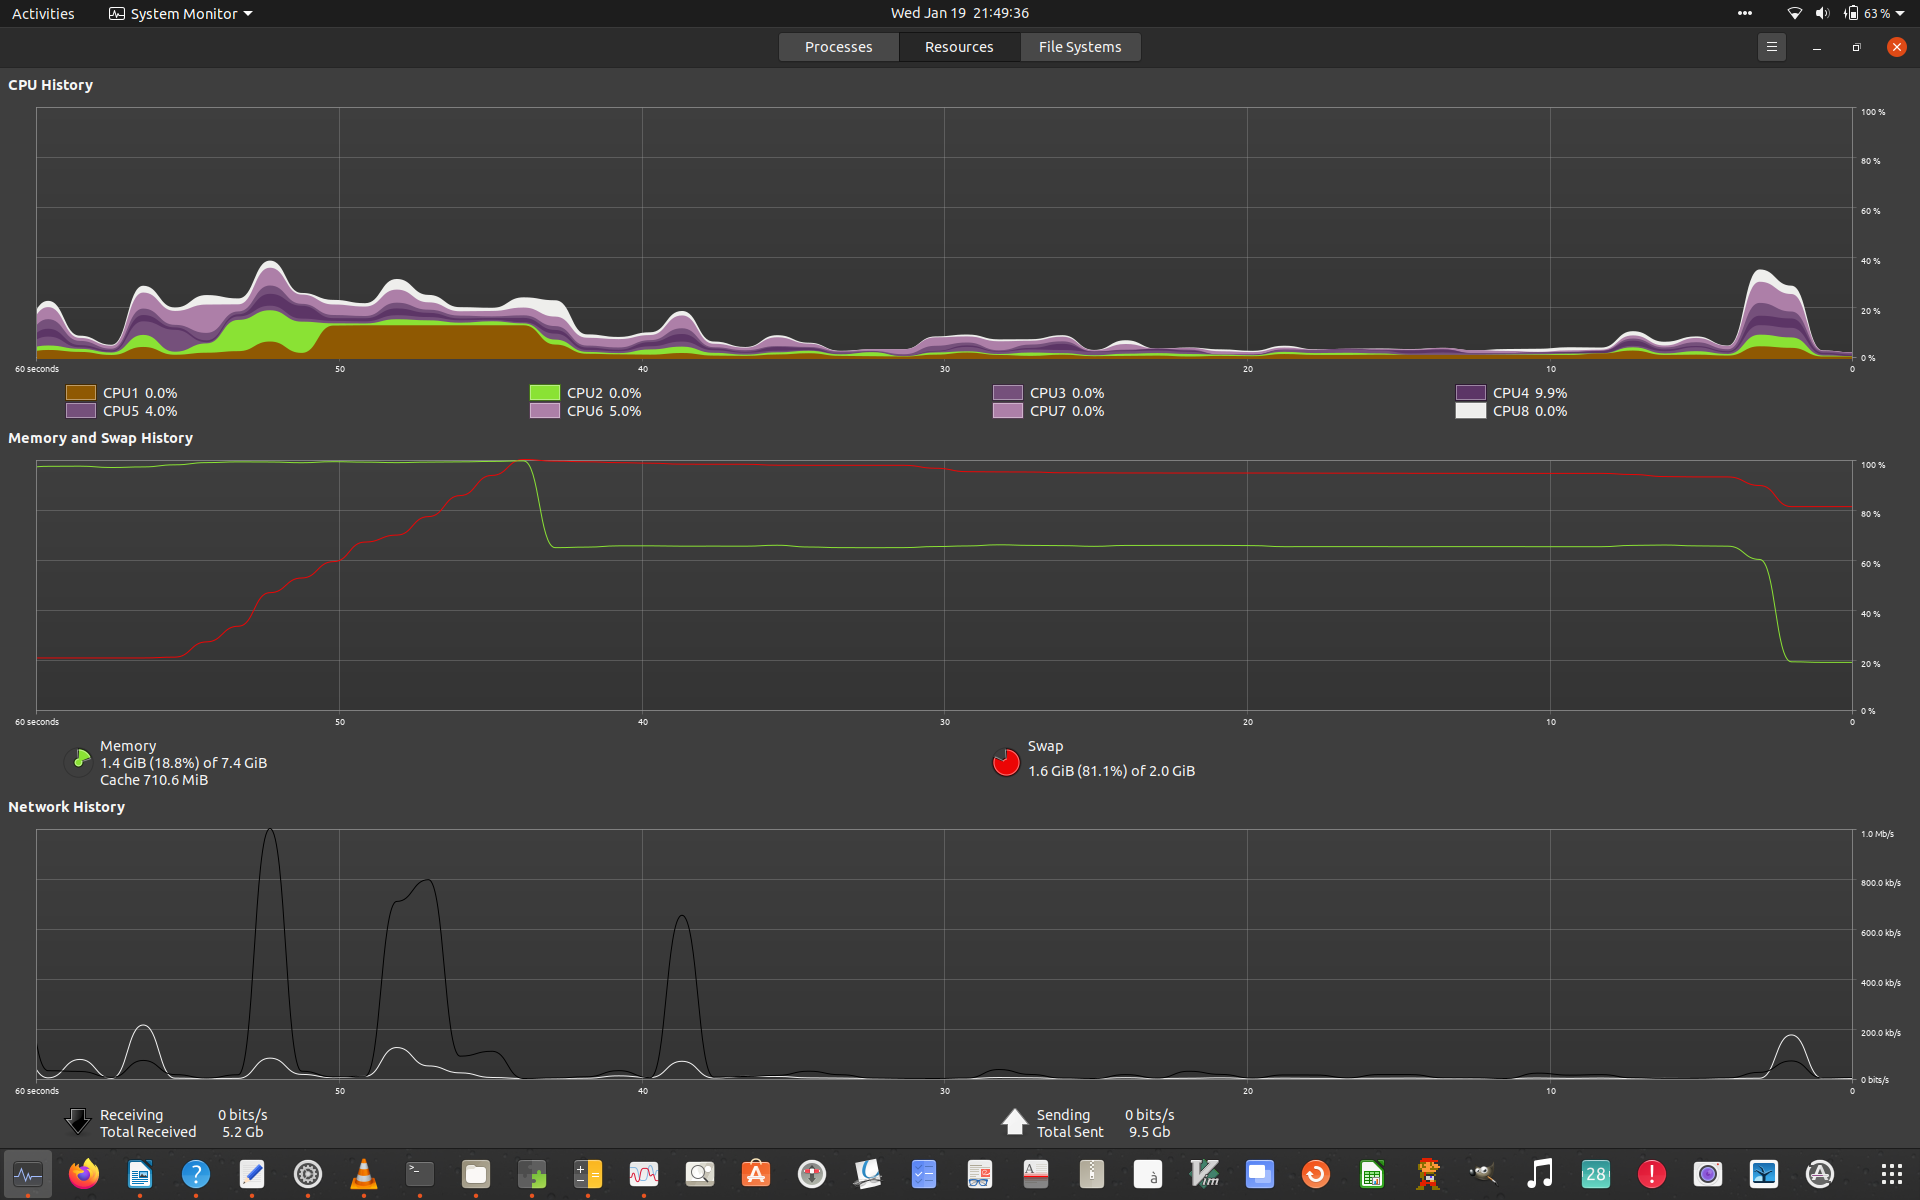 Activities System Monitor Wed Jan 19 21:49:36 63 %
Processes Resources File Systems
CPU History
100 %
80 %
60 %
40 %
20 %
0 %
60 seconds 50 40 30 20 10 0
CPU1 0.0% CPU2 0.0% CPU3 0.0% CPU4 9.9%
CPU5 4.0% CPU6 5.0% CPU7 0.0% CPU8 0.0%
Memory and Swap History
100 %
80 %
60 %
40 %
20 %
0 %
60 seconds 50 40 30 20 10 0
Memory Swap
1.4 GiB (18.8%) of 7.4 GiB 1.6 GiB (81.1%) of 2.0 GiB
Cache 710.6 MiB
Network History
1.0 Mb/s
800.0 kb/s
600.0 kb/s
400.0 kb/s
200.0 kb/s
0 bits/s
60 seconds 50 40 30 20 10 0
Receiving 0 bits/s Sending 0 bits/s
Total Received 5.2 Gb Total Sent 9.5 Gb
? >_ A A à Vim 28 !